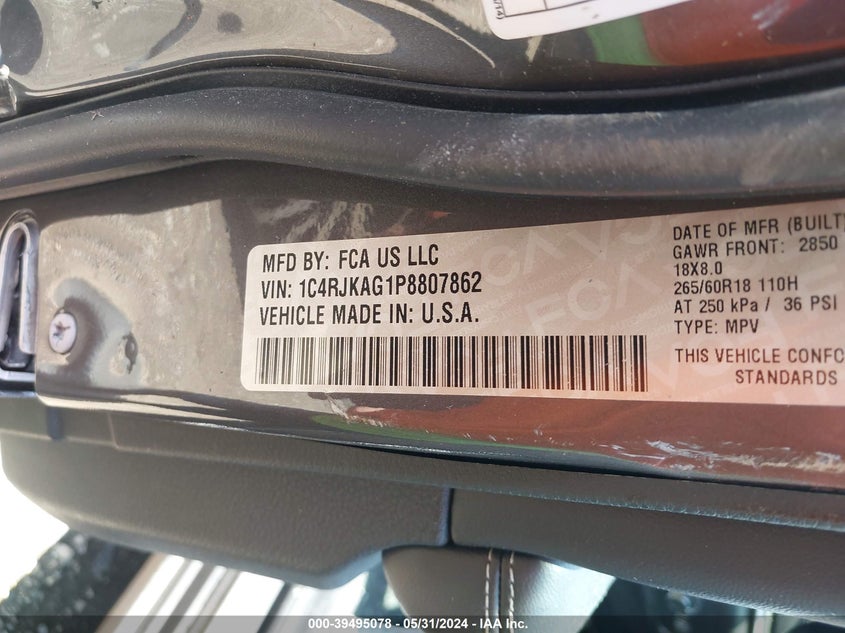 MFD BY: FCA US LLC
VIN: 1C4RJKAG1P8807862
VEHICLE MADE IN: U.S.A.
DATE OF MFR (BUILT)
GAWR FRONT: 2850
18X8.0
265/60R18 110H
AT 250 kPa / 36 PSI
TYPE: MPV
THIS VEHICLE CONFO
STANDARDS
000-39495078 - 05/31/2024 - IAA Inc.